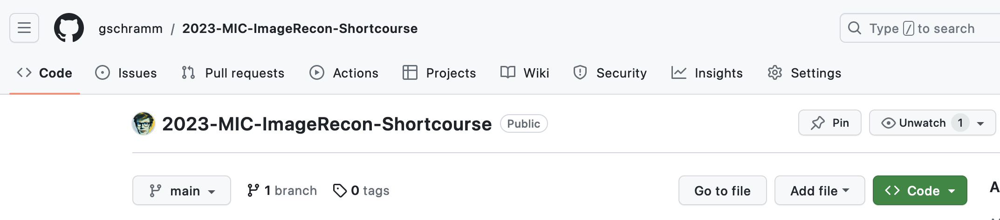 gschramm / 2023-MIC-ImageRecon-Shortcourse
Type / to search
Code Issues Pull requests Actions Projects Wiki Security Insights Settings
2023-MIC-ImageRecon-Shortcourse Public
Pin Unwatch 1
main 1 branch 0 tags
Go to file Add file Code